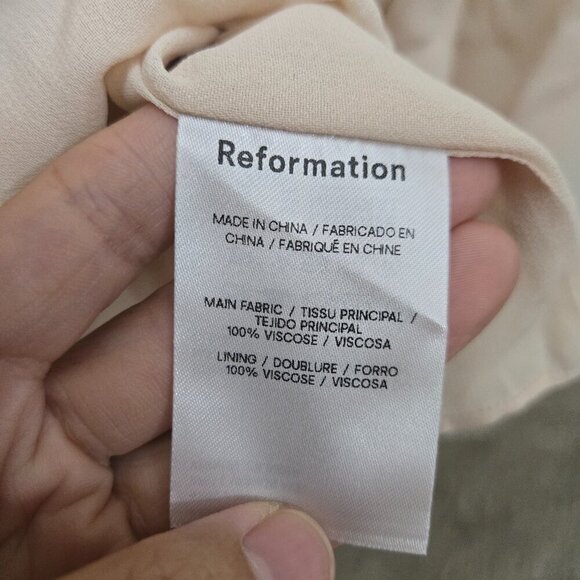 Reformation
MADE IN CHINA / FABRICADO EN
CHINA / FABRIQUÉ EN CHINE
MAIN FABRIC / TISSU PRINCIPAL /
TEJIDO PRINCIPAL
100% VISCOSE / VISCOSA
LINING / DOUBLURE / FORRO
100% VISCOSE / VISCOSA